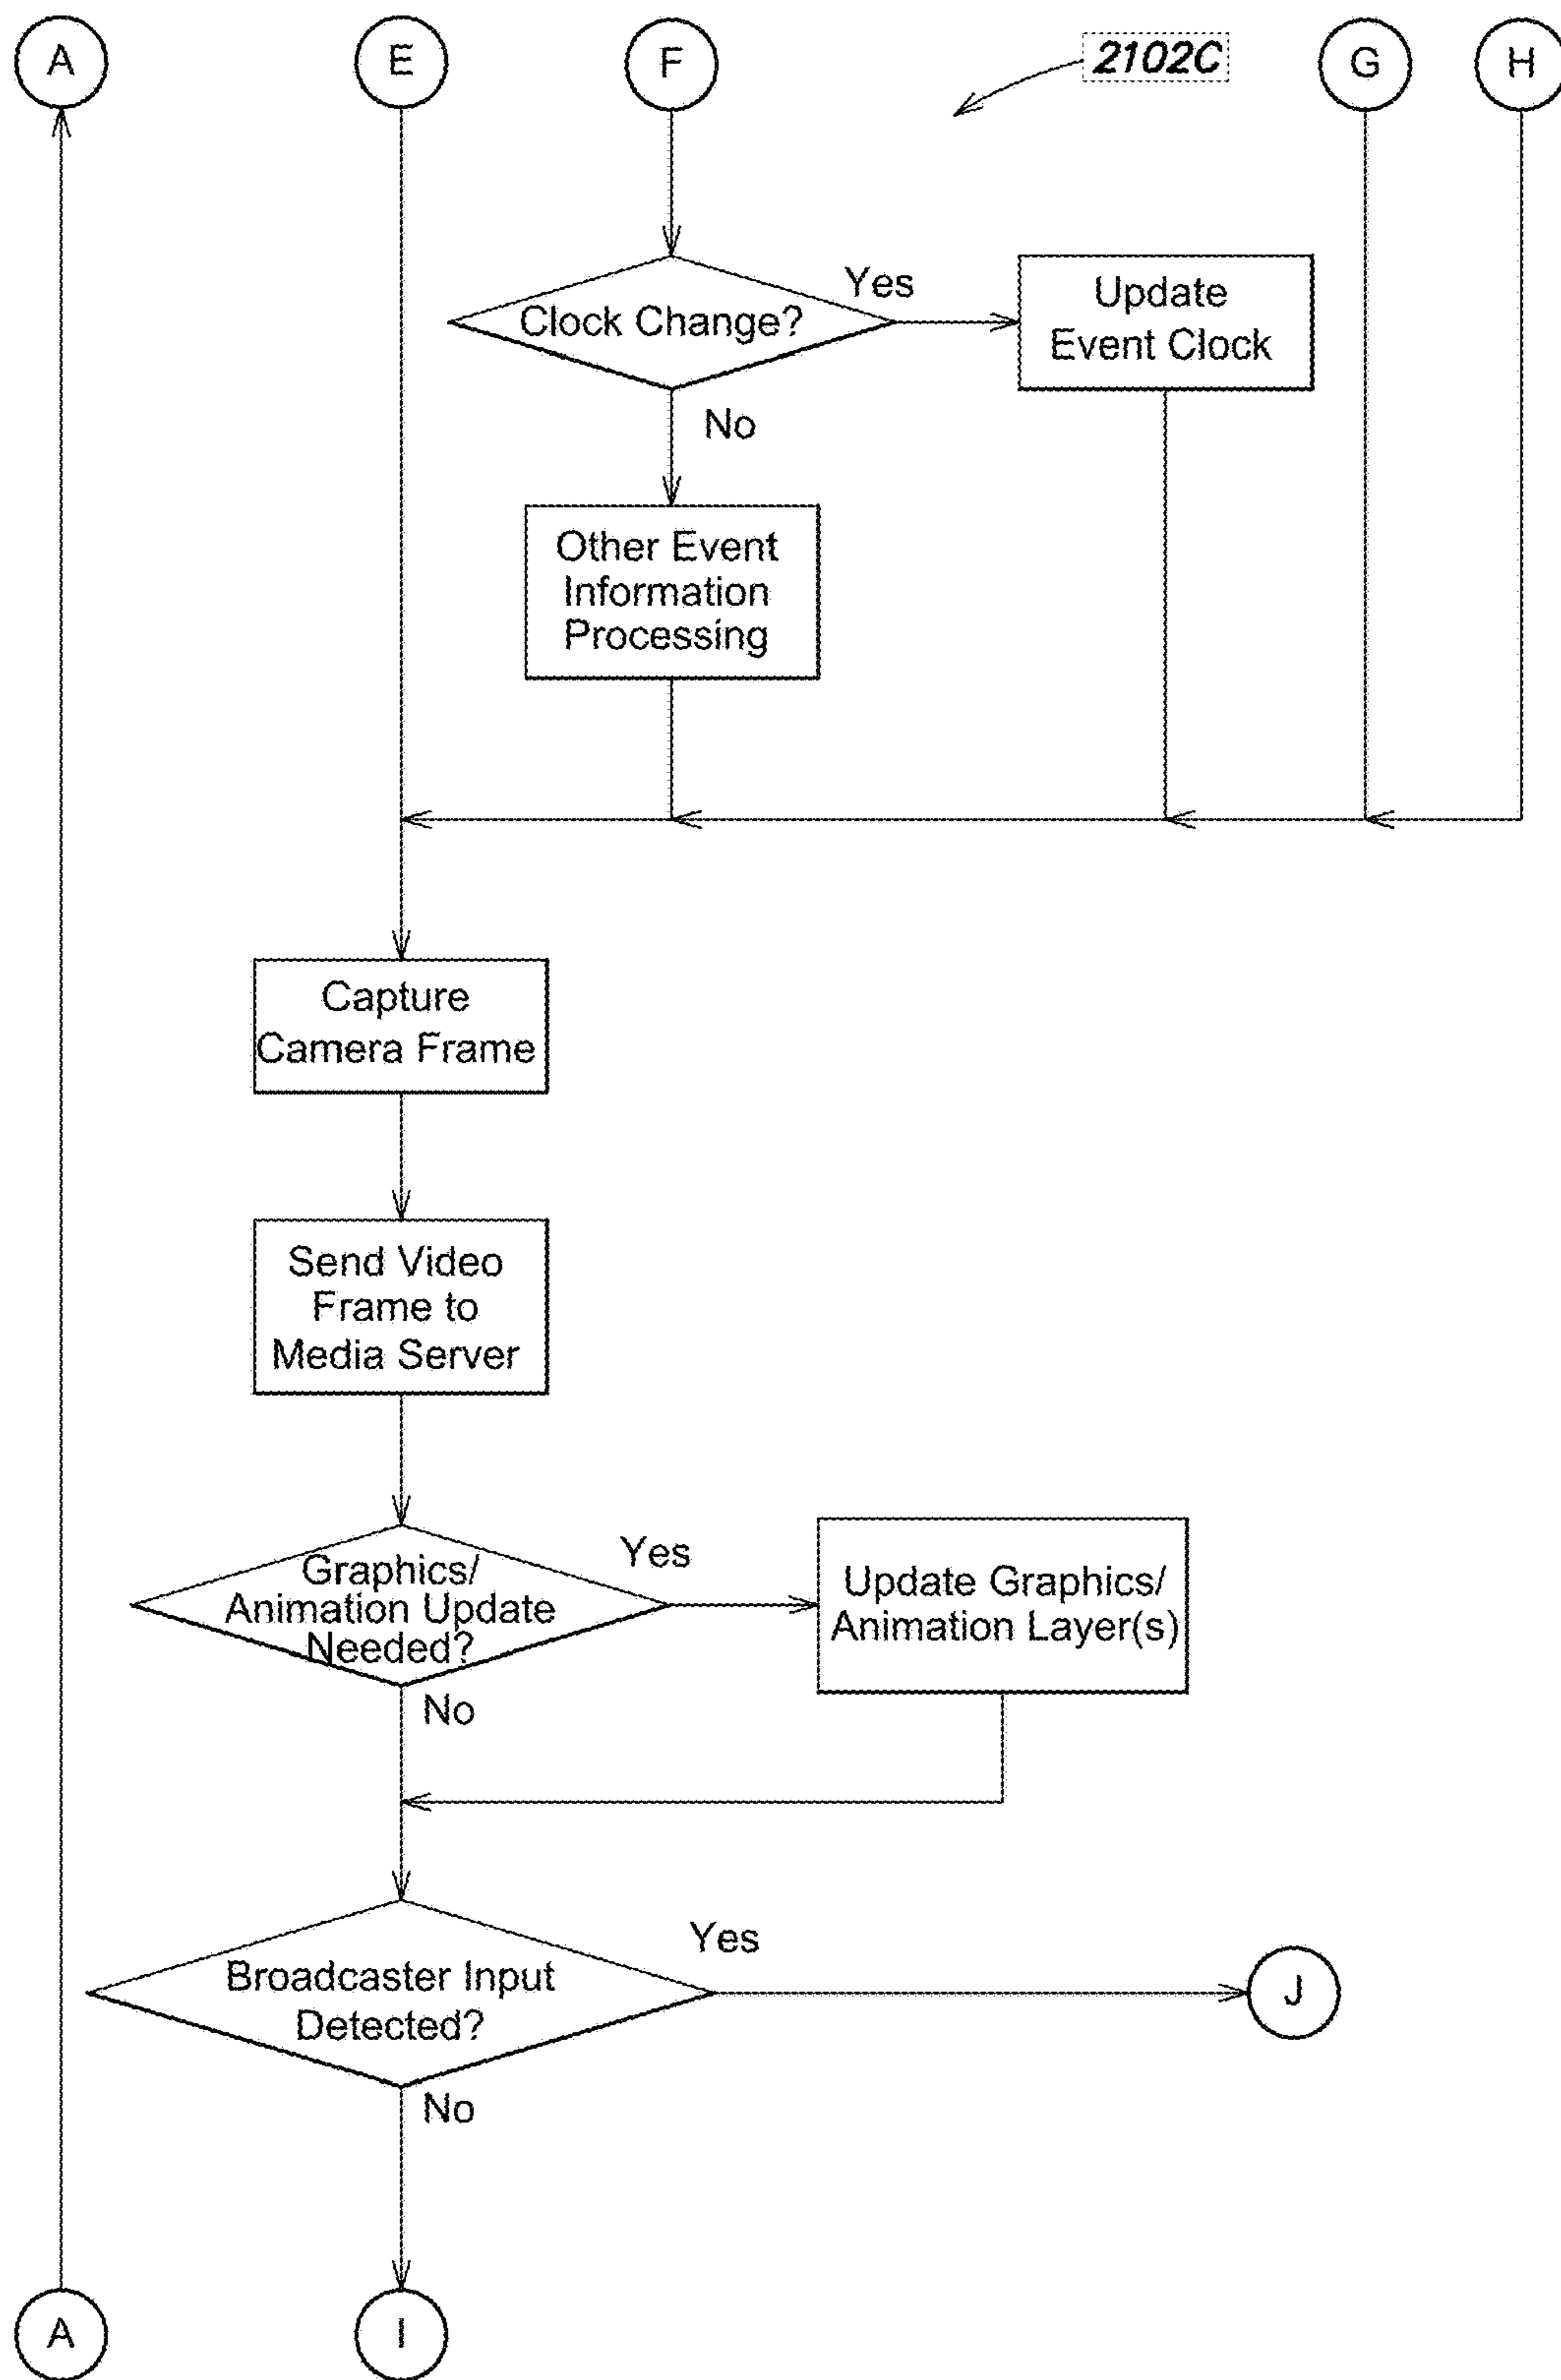 A
E
F
2102C
G
H
Clock Change?
Yes
Update
Event Clock
No
Other Event
Information
Processing
Capture
Camera Frame
Send Video
Frame to
Media Server
Graphics/
Animation Update
Needed?
Yes
Update Graphics/
Animation Layer(s)
No
Broadcaster Input
Detected?
Yes
J
No
A
I